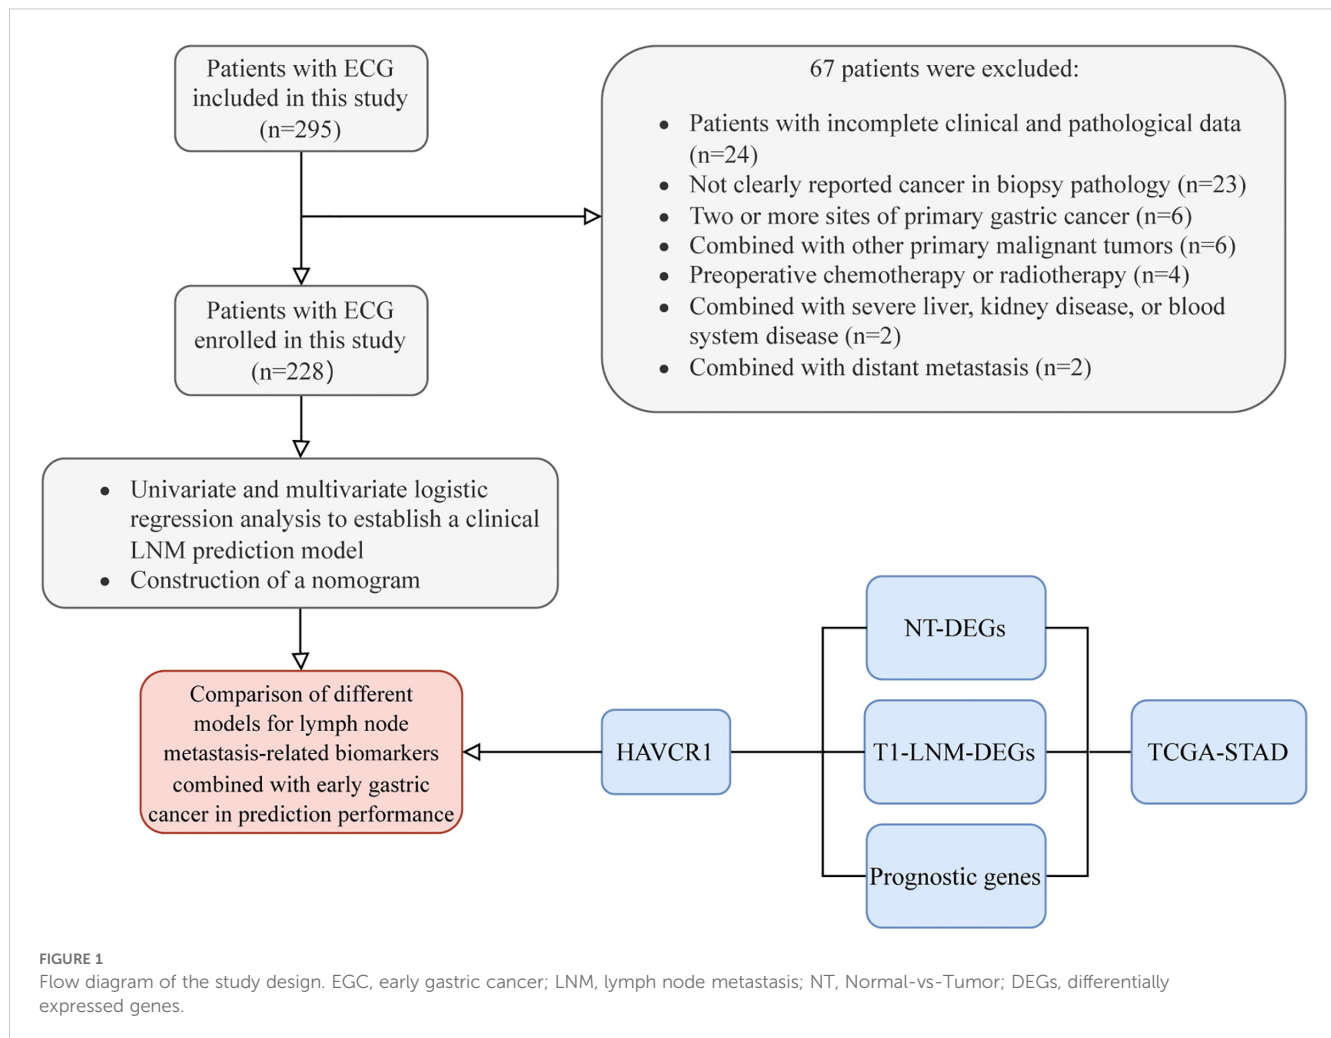 Patients with ECG
included in this study
(n=295)
67 patients were excluded:
• Patients with incomplete clinical and pathological data
(n=24)
• Not clearly reported cancer in biopsy pathology (n=23)
• Two or more sites of primary gastric cancer (n=6)
• Combined with other primary malignant tumors (n=6)
• Preoperative chemotherapy or radiotherapy (n=4)
• Combined with severe liver, kidney disease, or blood
system disease (n=2)
• Combined with distant metastasis (n=2)
Patients with ECG
enrolled in this study
(n=228)
• Univariate and multivariate logistic
regression analysis to establish a clinical
LNM prediction model
• Construction of a nomogram
Comparison of different
models for lymph node
metastasis-related biomarkers
combined with early gastric
cancer in prediction performance
HAVCR1
NT-DEGs
T1-LNM-DEGs
Prognostic genes
TCGA-STAD
FIGURE 1
Flow diagram of the study design. EGC, early gastric cancer; LNM, lymph node metastasis; NT, Normal-vs-Tumor; DEGs, differentially
expressed genes.